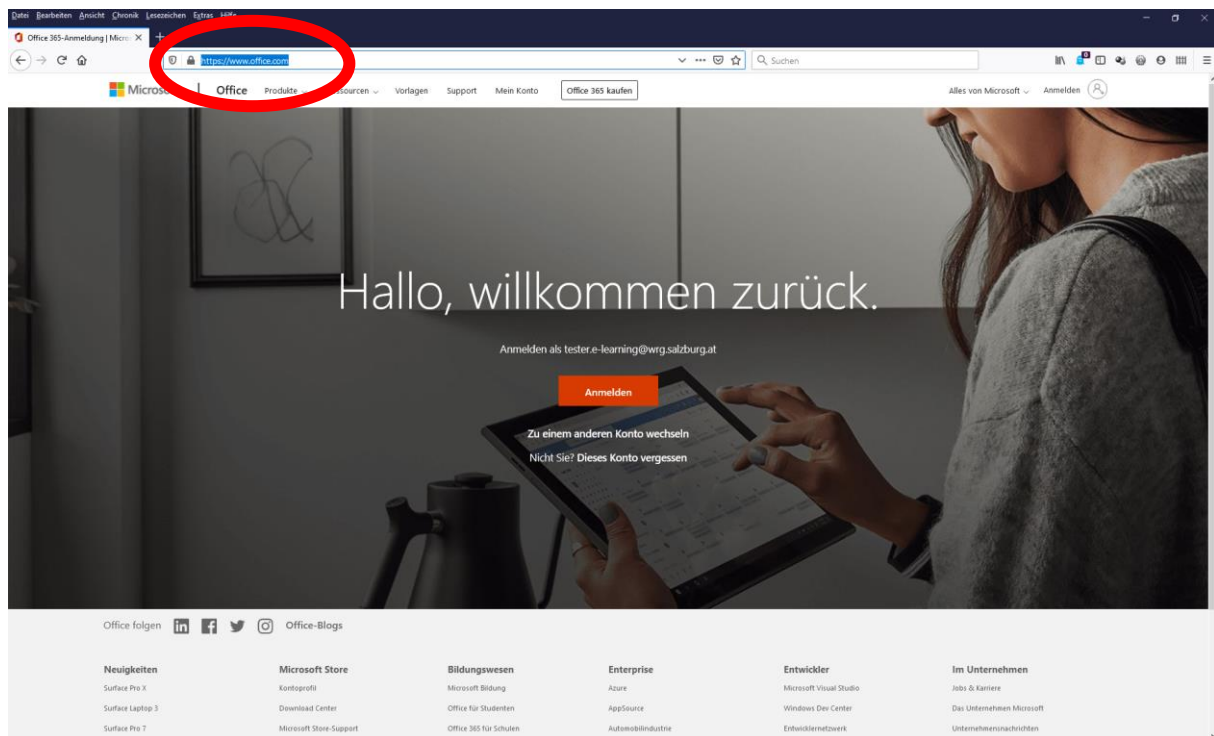 Datei Bearbeiten Ansicht Chronik Lesezeichen Extras Hilfe
Office 365-Anmeldung | Micros
https://www.office.com
Suchen
Office Produkte Vorlagen Support Mein Konto Office 365 kaufen Alles von Microsoft Anmelden
Hallo, willkommen zurück.
Anmelden als tester.e-learning@wrg.salzburg.at
Anmelden
Zu einem anderen Konto wechseln
Nicht Sie? Dieses Konto vergessen
Office folgen in Office-Blogs
Neuigkeiten Microsoft Store Bildungswesen Enterprise Entwickler Im Unternehmen
Surface Pro X Kontoprofil Microsoft Bildung Azure Microsoft Visual Studio Jobs & Karriere
Surface Laptop 3 Download Center Office für Studenten AppSource Windows Dev Center Das Unternehmen Microsoft
Surface Pro 7 Microsoft Store-Support Office 365 für Schulen Automobilindustrie Entwicklernetzwerk Unternehmensnachrichten